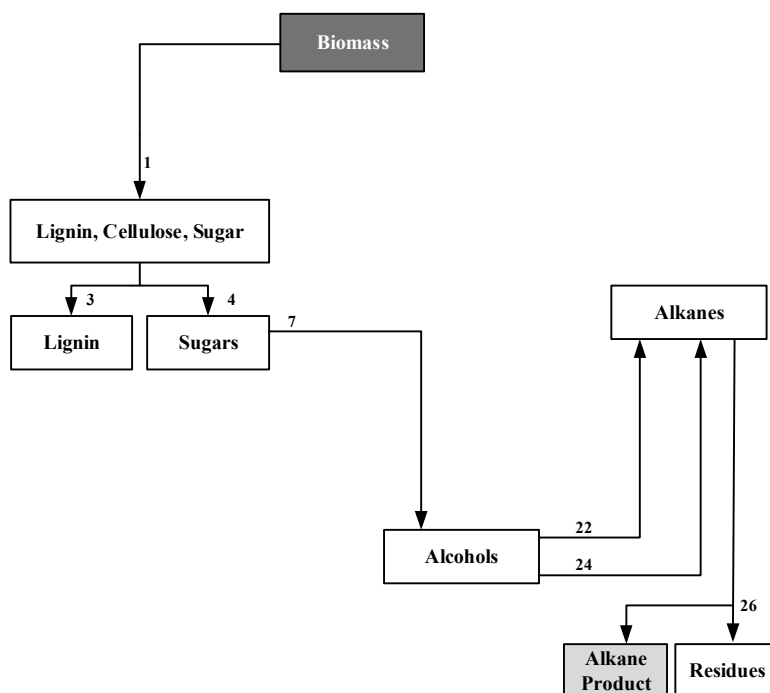 Biomass
1
Lignin, Cellulose, Sugar
3
4
Lignin
Sugars
7
Alkanes
Alcohols
22
24
26
Alkane
Product
Residues